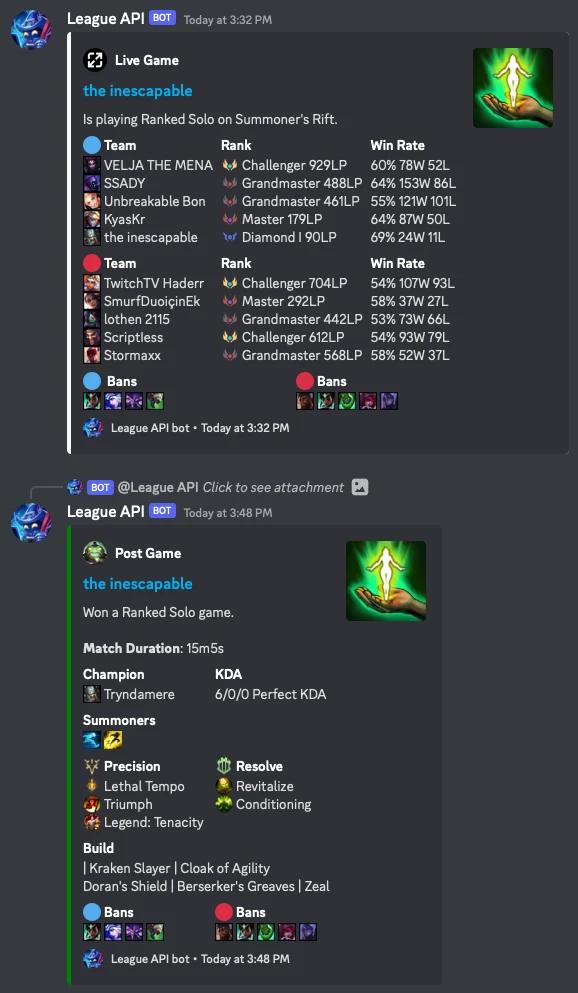 League API BOT Today at 3:32 PM
Live Game
the inescapable
Is playing Ranked Solo on Summoner's Rift.
Team Rank Win Rate
VELJA THE MENA Challenger 929LP 60% 78W 52L
SSADY Grandmaster 488LP 64% 153W 86L
Unbreakable Bon Grandmaster 461LP 55% 121W 101L
KyasKr Master 179LP 64% 87W 50L
the inescapable Diamond I 90LP 69% 24W 11L
Team Rank Win Rate
TwitchTV Haderr Challenger 704LP 54% 107W 93L
SmurfDuoiçinEk Master 292LP 58% 37W 27L
lothen 2115 Grandmaster 442LP 53% 73W 66L
Scriptless Challenger 612LP 54% 93W 79L
Stormaxx Grandmaster 568LP 58% 52W 37L
Bans Bans
League API bot • Today at 3:32 PM
BOT @League API Click to see attachment
League API BOT Today at 3:48 PM
Post Game
the inescapable
Won a Ranked Solo game.
Match Duration: 15m5s
Champion KDA
Tryndamere 6/0/0 Perfect KDA
Summoners
Precision Resolve
Lethal Tempo Revitalize
Triumph Conditioning
Legend: Tenacity
Build
| Kraken Slayer | Cloak of Agility
Doran's Shield | Berserker's Greaves | Zeal
Bans Bans
League API bot • Today at 3:48 PM